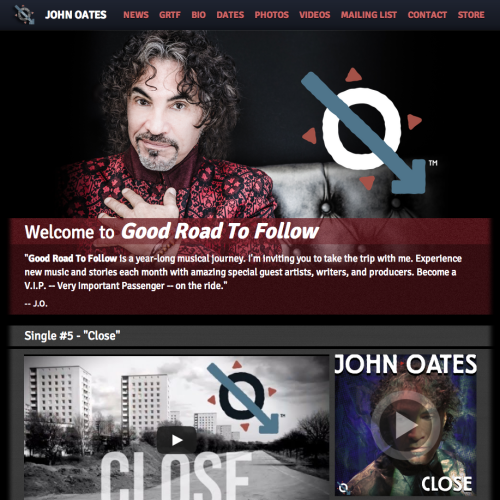 JOHN OATES NEWS GRTF BIO DATES PHOTOS VIDEOS MAILING LIST CONTACT STORE
TM
Welcome to Good Road To Follow
"Good Road To Follow is a year-long musical journey. I'm inviting you to take the trip with me. Experience
new music and stories each month with amazing special guest artists, writers, and producers. Become a
V.I.P. -- Very Important Passenger -- on the ride."
-- J.O.
Single #5 - "Close"
TM
CLOSE
JOHN OATES
CLOSE